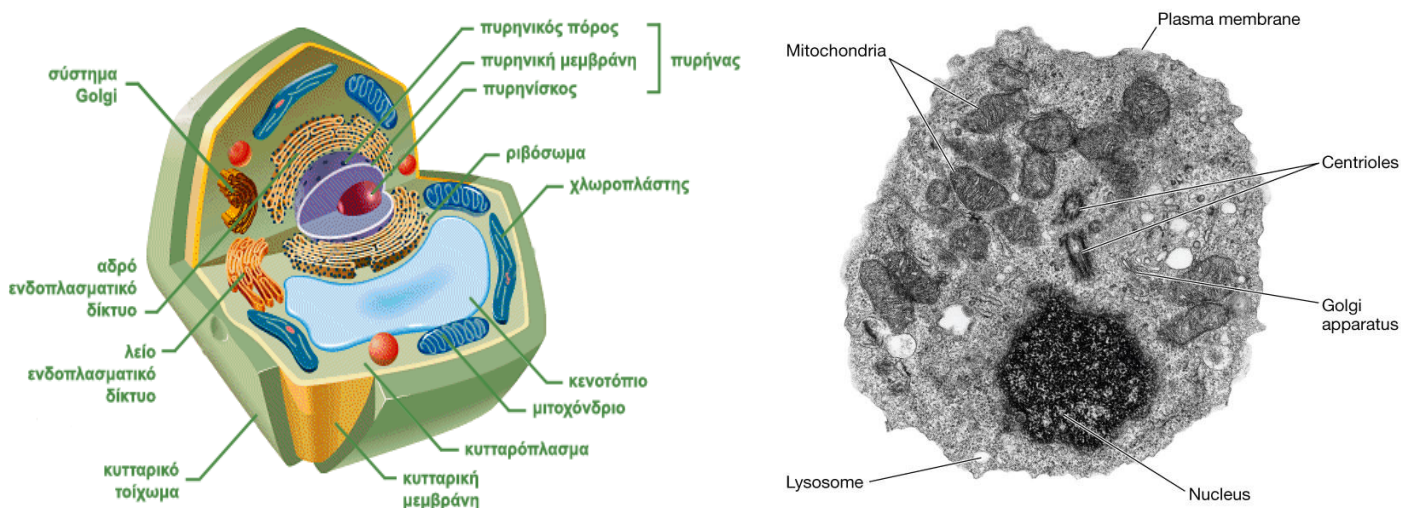 πυρηνικός πόρος
πυρηνική μεμβράνη
πυρήνας
πυρηνίσκος
σύστημα
Golgi
ριβόσωμα
χλωροπλάστης
αδρό
ενδοπλασματικό
δίκτυο
λείο
ενδοπλασματικό
δίκτυο
κενοτόπιο
μιτοχόνδριο
κυτταρόπλασμα
κυτταρικό
τοίχωμα
κυτταρική
μεμβράνη
Plasma membrane
Mitochondria
Centrioles
Golgi
apparatus
Lysosome
Nucleus